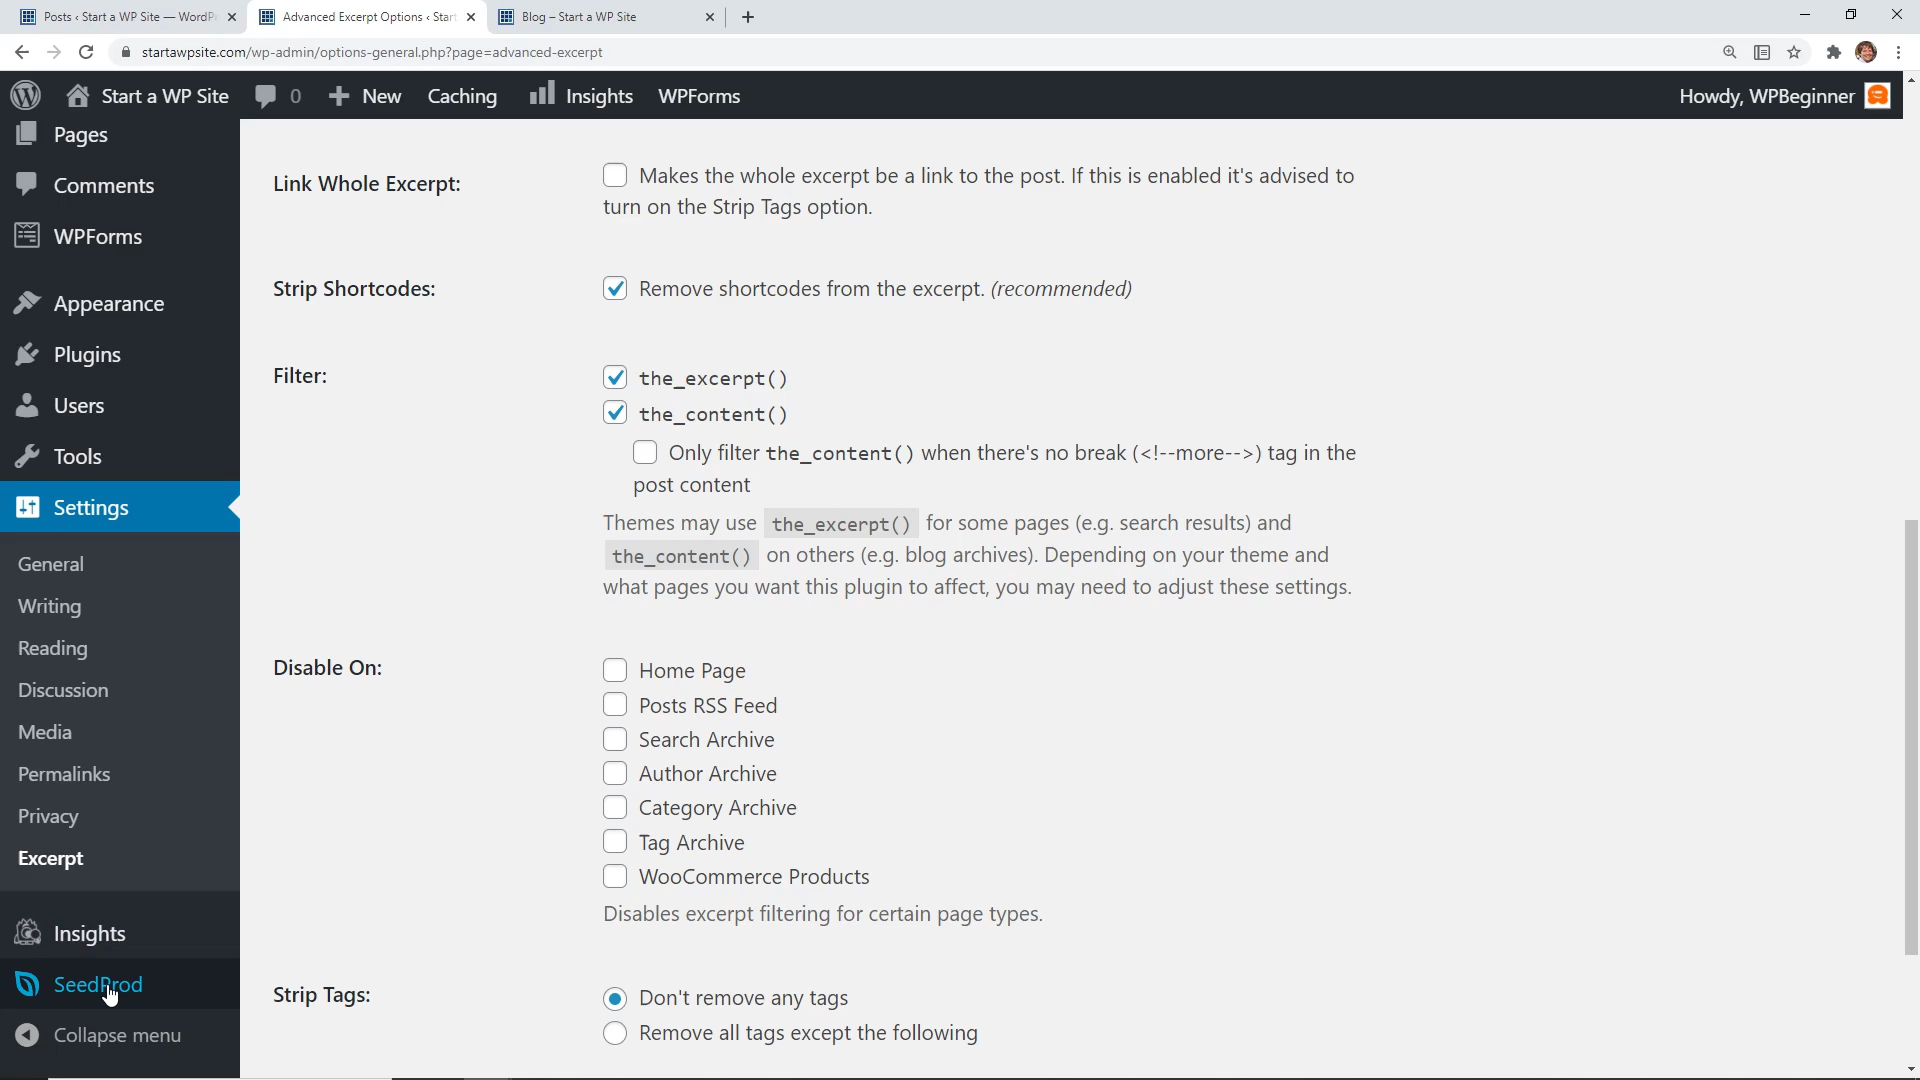 Posts ‹ Start a WP Site — WordPr
Advanced Excerpt Options ‹ Start
Blog – Start a WP Site
startawpsite.com/wp-admin/options-general.php?page=advanced-excerpt
Start a WP Site
0
New
Caching
Insights
WPForms
Howdy, WPBeginner
Pages
Comments
WPForms
Appearance
Plugins
Users
Tools
Settings
General
Writing
Reading
Discussion
Media
Permalinks
Privacy
Excerpt
Insights
SeedProd
Collapse menu
Link Whole Excerpt:
Makes the whole excerpt be a link to the post. If this is enabled it's advised to
turn on the Strip Tags option.
Strip Shortcodes:
Remove shortcodes from the excerpt. (recommended)
Filter:
the_excerpt()
the_content()
Only filter the_content() when there's no break (<!--more-->) tag in the
post content
Themes may use the_excerpt() for some pages (e.g. search results) and
the_content() on others (e.g. blog archives). Depending on your theme and
what pages you want this plugin to affect, you may need to adjust these settings.
Disable On:
Home Page
Posts RSS Feed
Search Archive
Author Archive
Category Archive
Tag Archive
WooCommerce Products
Disables excerpt filtering for certain page types.
Strip Tags:
Don't remove any tags
Remove all tags except the following